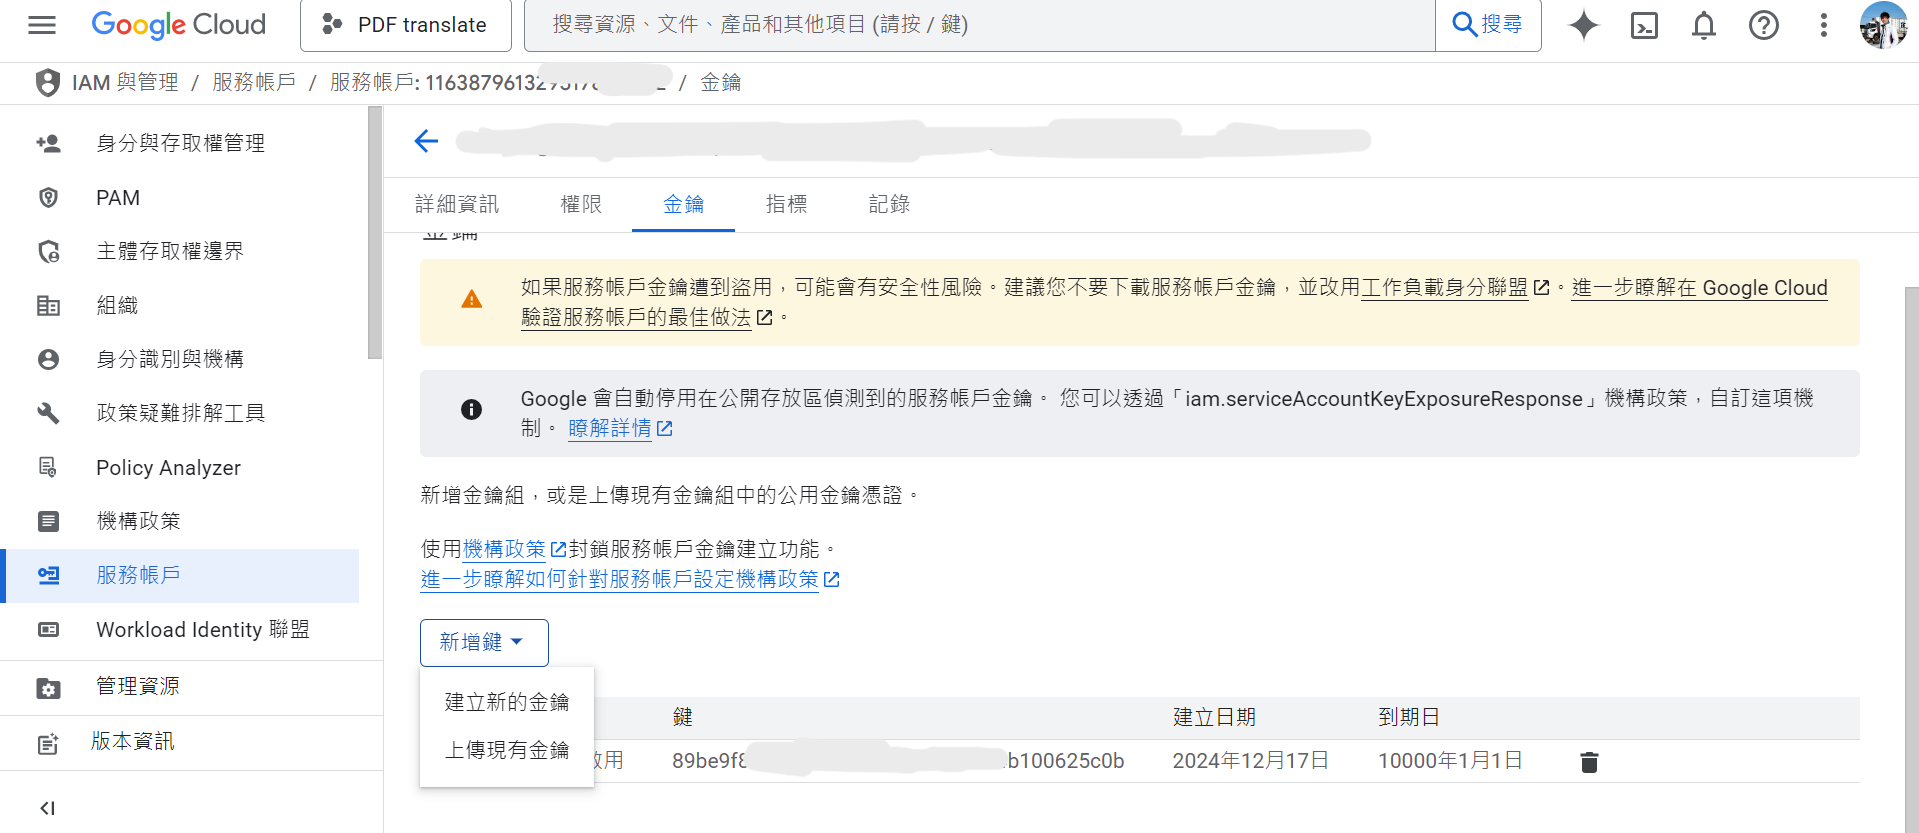 Google Cloud
PDF translate
搜尋資源、文件、產品和其他項目 (請按 / 鍵)
搜尋
IAM 與管理 / 服務帳戶 / 服務帳戶: 1163879613 / 金鑰
身分與存取權管理
PAM
主體存取權邊界
組織
身分識別與機構
政策疑難排解工具
Policy Analyzer
機構政策
服務帳戶
Workload Identity 聯盟
管理資源
版本資訊
詳細資訊 權限 金鑰 指標 記錄
金鑰
如果服務帳戶金鑰遭到盜用，可能會有安全性風險。建議您不要下載服務帳戶金鑰，並改用工作負載身分聯盟。進一步瞭解在 Google Cloud
驗證服務帳戶的最佳做法。
Google 會自動停用在公開存放區偵測到的服務帳戶金鑰。 您可以透過「iam.serviceAccountKeyExposureResponse」機構政策，自訂這項機
制。 瞭解詳情
新增金鑰組，或是上傳現有金鑰組中的公用金鑰憑證。
使用機構政策封鎖服務帳戶金鑰建立功能。
進一步瞭解如何針對服務帳戶設定機構政策
新增鍵
建立新的金鑰
上傳現有金鑰
鍵 建立日期 到期日
用 89be9f8 b100625c0b 2024年12月17日 10000年1月1日